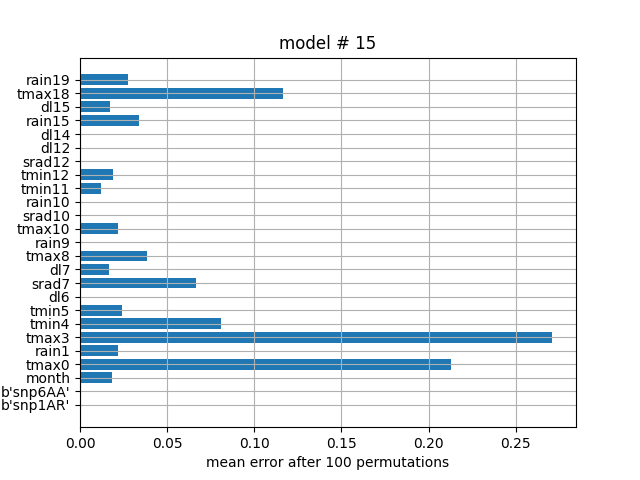 model # 15
rain19
tmax18
dl15
rain15
dl14
dl12
srad12
tmin12
tmin11
rain10
srad10
tmax10
rain9
tmax8
dl7
srad7
dl6
tmin5
tmin4
tmax3
rain1
tmax0
month
b'snp6AA'
b'snp1AR'
0.00 0.05 0.10 0.15 0.20 0.25
mean error after 100 permutations